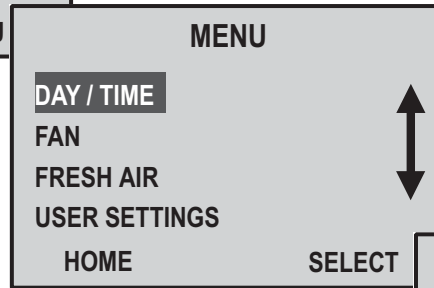 MENU
DAY / TIME
FAN
FRESH AIR
USER SETTINGS
HOME SELECT